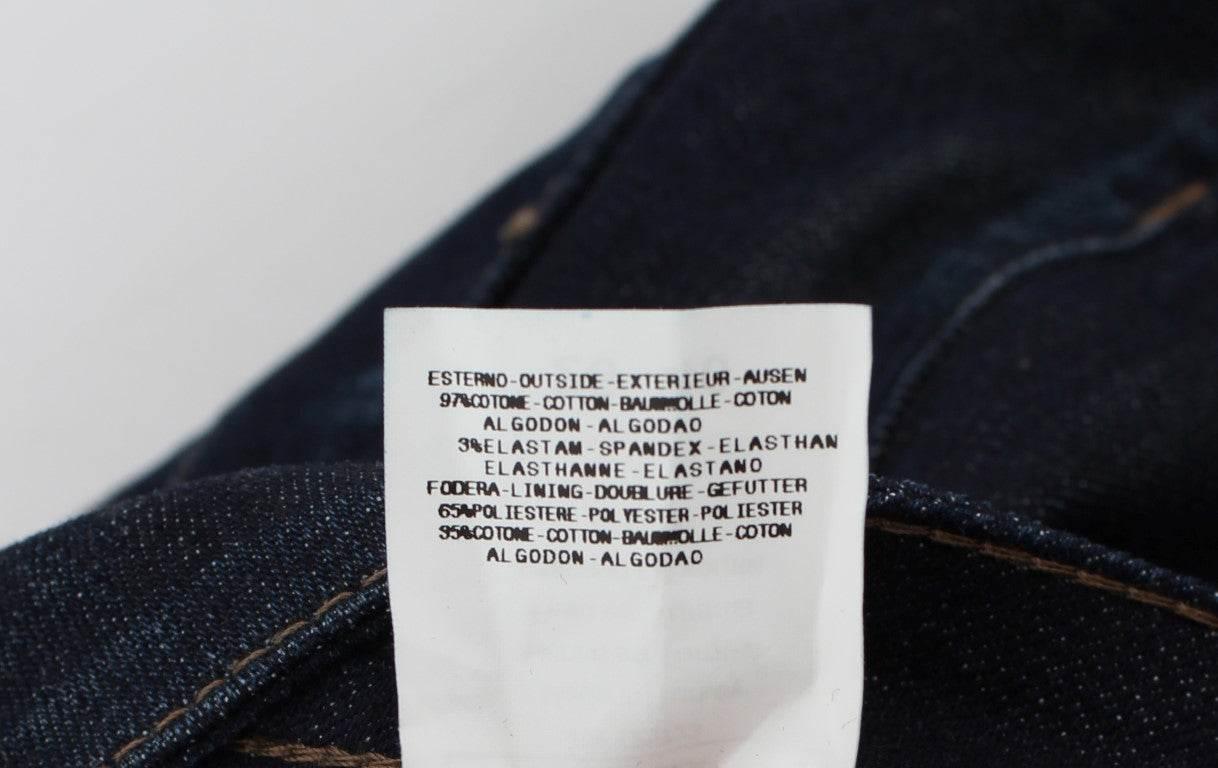 ESTERNO-OUTSIDE-EXTERIEUR-AUSEN
97%COTONE-COTTON-BAUMWOLLE-COTON
ALGODON-ALGODAO
3%ELASTAM-SPANDEX-ELASTHAN
ELASTHANNE-ELASTANO
FODERA-LINING-DOUBLURE-GEFUTTER
65%POLIESTERE-POLYESTER-POLIESTER
35%COTONE-COTTON-BAUMWOLLE-COTON
ALGODON-ALGODAO